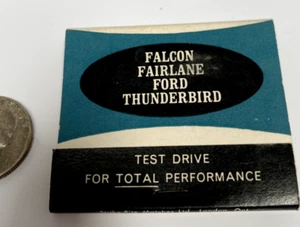 FALCON
FAIRLANE
FORD
THUNDERBIRD
TEST DRIVE
FOR TOTAL PERFORMANCE